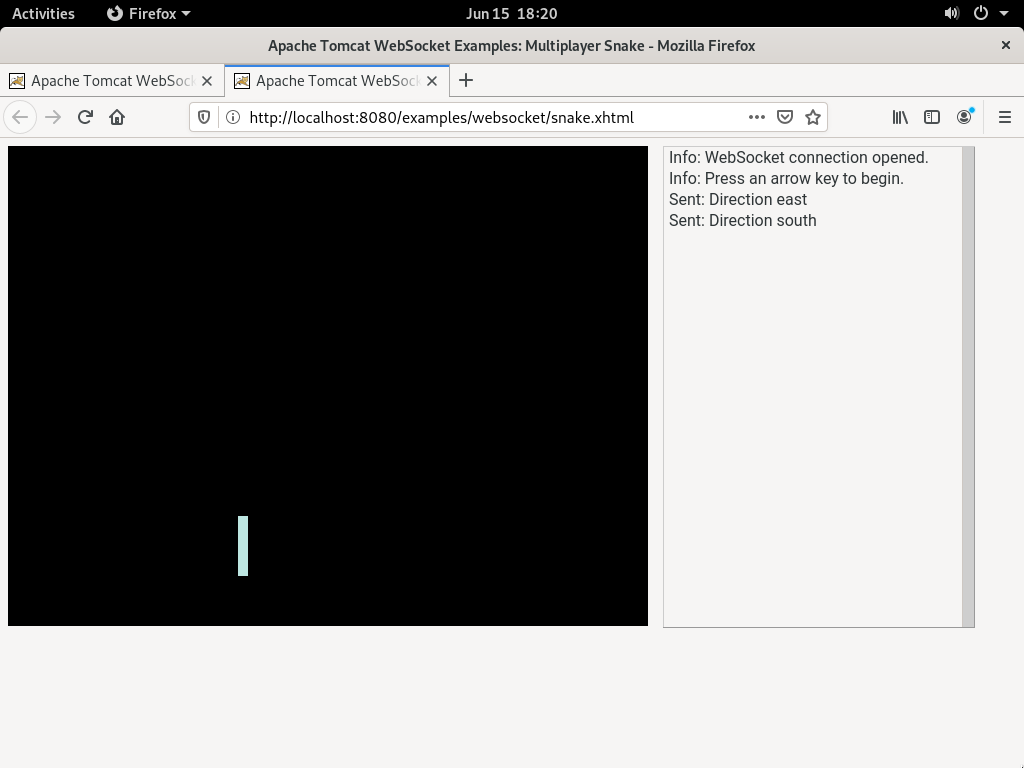 Activities Firefox Jun 15 18:20
Apache Tomcat WebSocket Examples: Multiplayer Snake - Mozilla Firefox
Apache Tomcat WebSock Apache Tomcat WebSock
http://localhost:8080/examples/websocket/snake.xhtml
Info: WebSocket connection opened.
Info: Press an arrow key to begin.
Sent: Direction east
Sent: Direction south